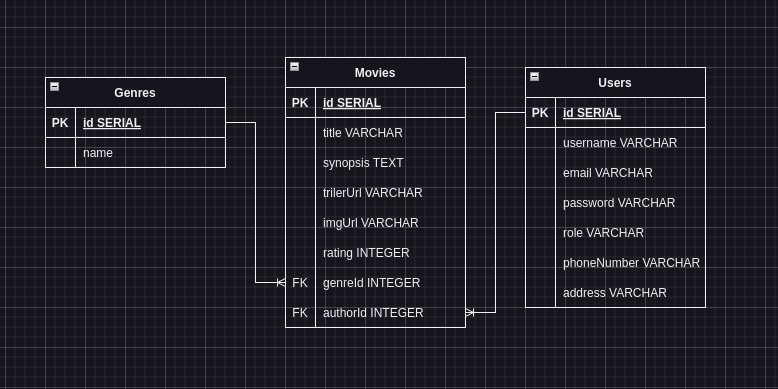 Genres
PK id SERIAL
name
Movies
PK id SERIAL
title VARCHAR
synopsis TEXT
trilerUrl VARCHAR
imgUrl VARCHAR
rating INTEGER
FK genreId INTEGER
FK authorId INTEGER
Users
PK id SERIAL
username VARCHAR
email VARCHAR
password VARCHAR
role VARCHAR
phoneNumber VARCHAR
address VARCHAR